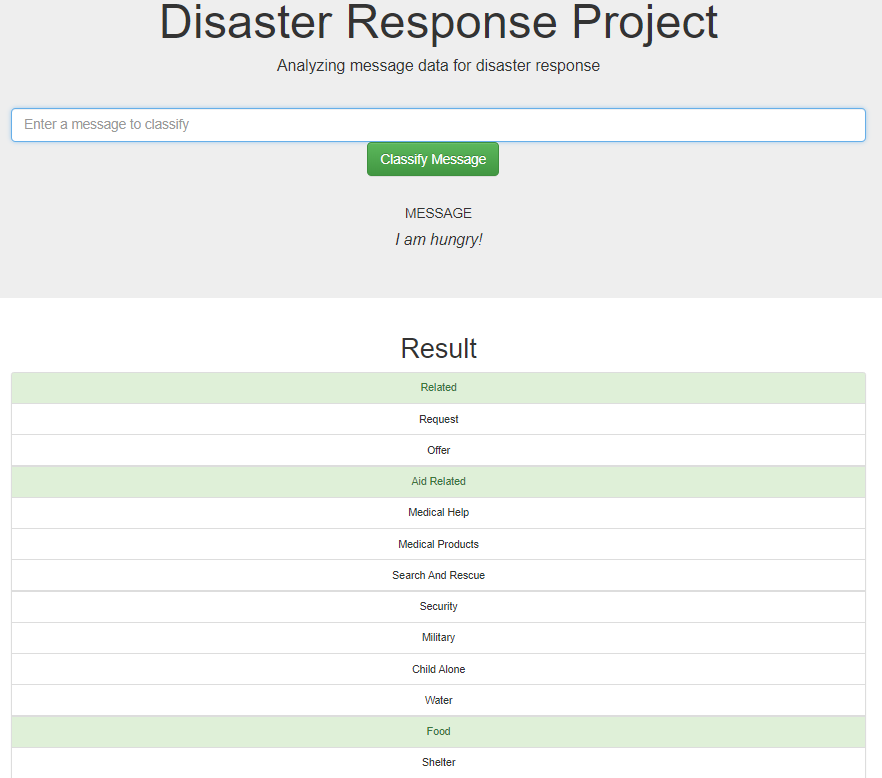 Disaster Response Project
Analyzing message data for disaster response
Enter a message to classify
Classify Message
MESSAGE
I am hungry!
Result
Related
Request
Offer
Aid Related
Medical Help
Medical Products
Search And Rescue
Security
Military
Child Alone
Water
Food
Shelter